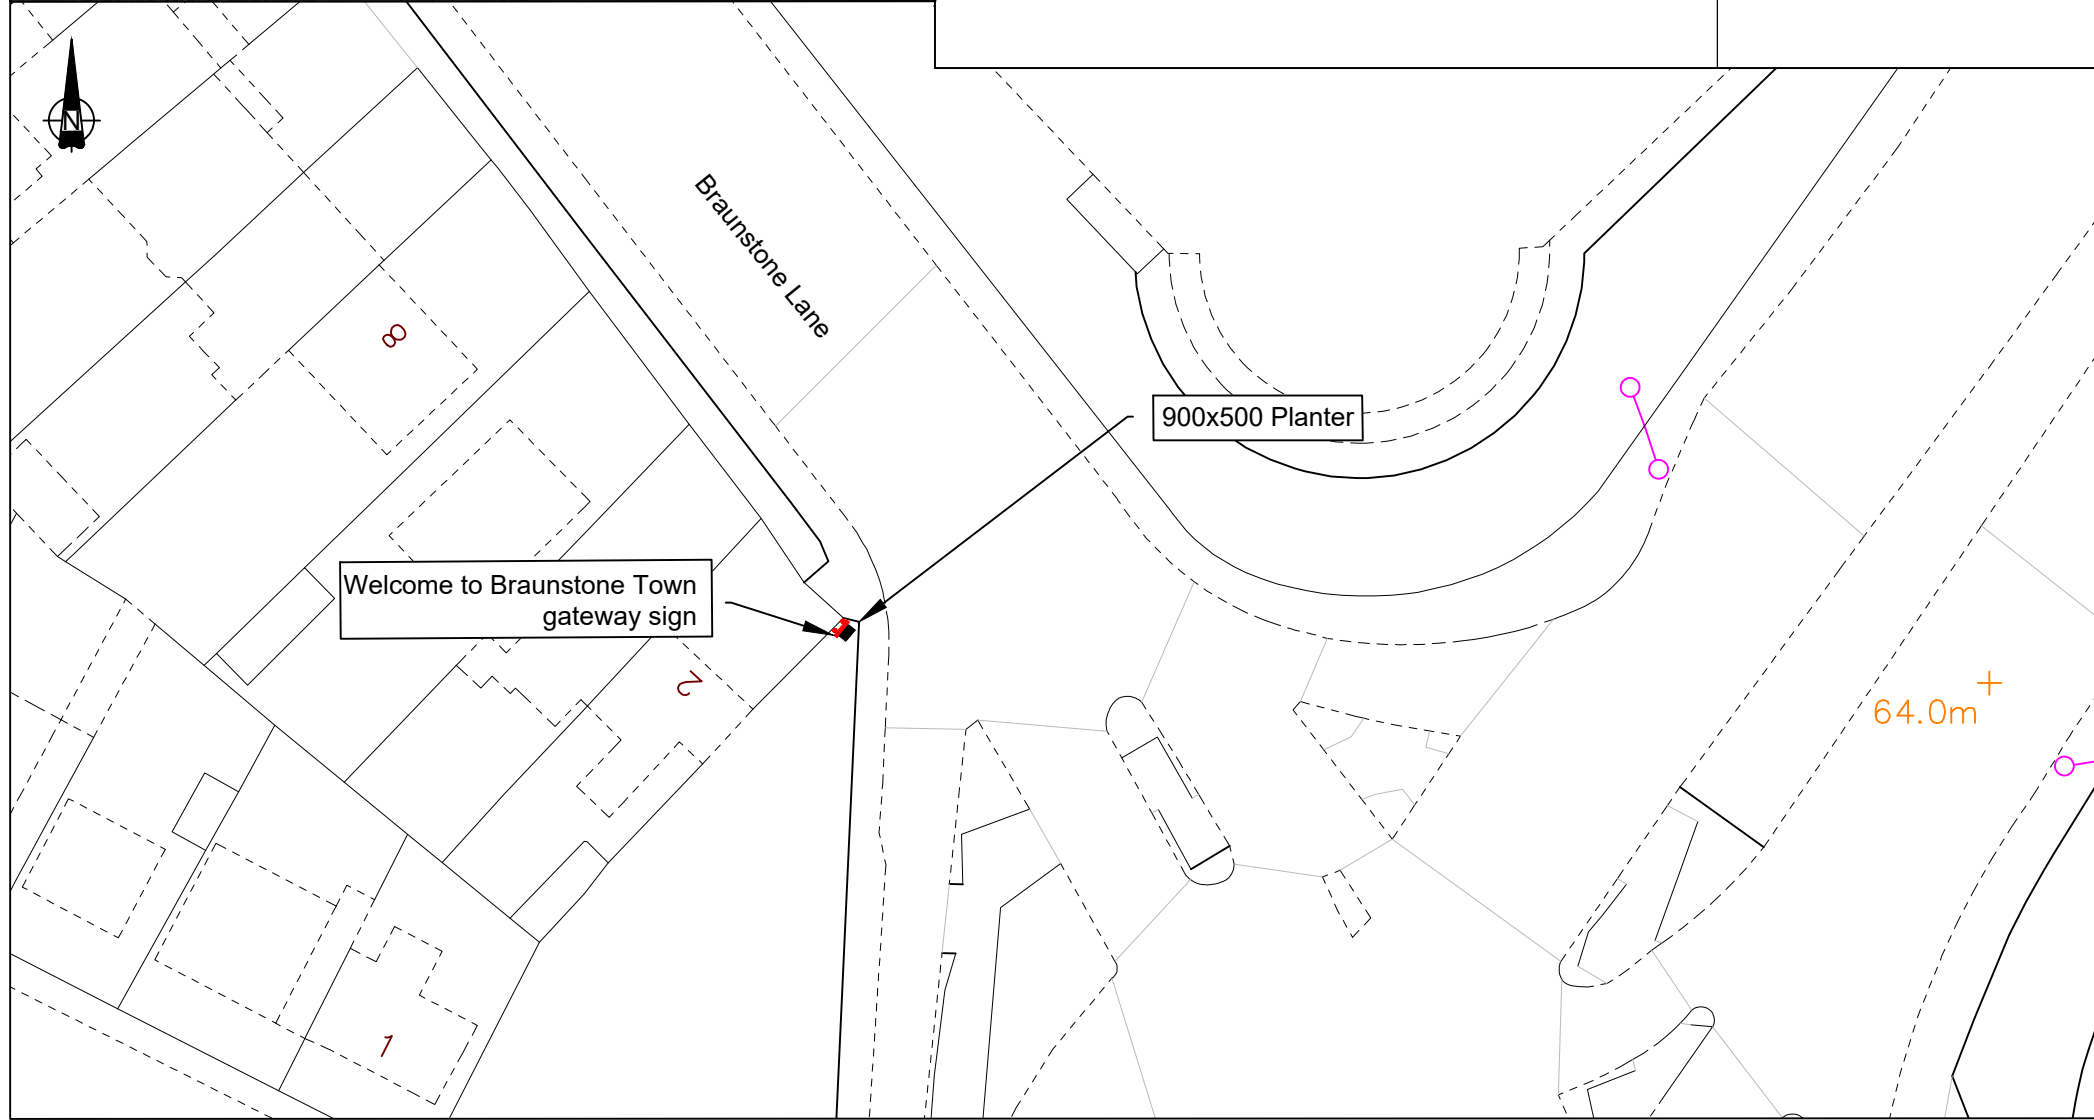 N
Braunstone Lane
8
900x500 Planter
Welcome to Braunstone Town
gateway sign
2
64.0m
1